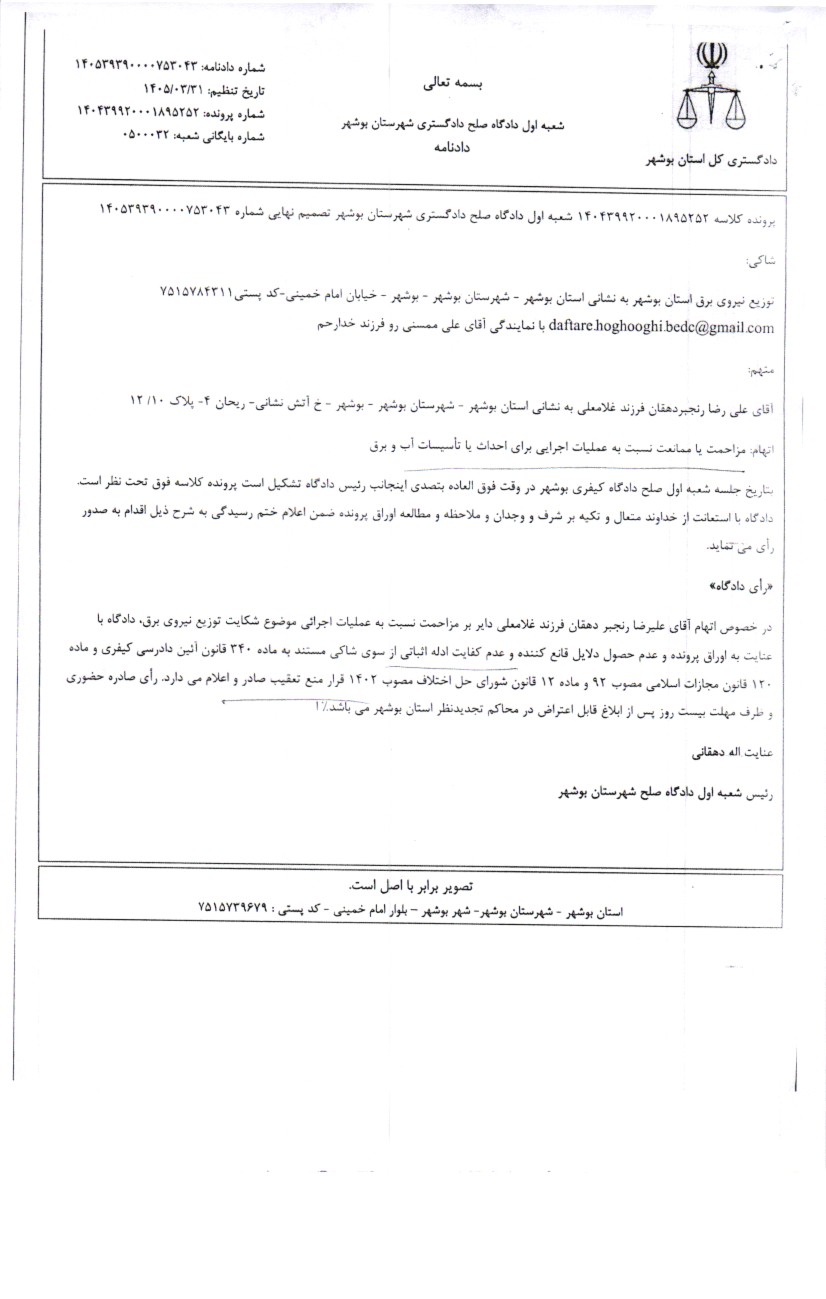 بسمه تعالی
شعبه اول دادگاه صلح دادگستری شهرستان بوشهر
دادنامه
دادگستری کل استان بوشهر
شماره دادنامه: ۱۴۰۵۳۹۳۹۰۰۰۰۷۵۳۰۴۳
تاریخ تنظیم: ۱۴۰۵/۰۳/۳۱
شماره پرونده: ۱۴۰۴۳۹۹۲۰۰۰۱۸۹۵۲۵۲
شماره بایگانی شعبه: ۰۵۰۰۰۳۲
پرونده کلاسه ۱۴۰۴۳۹۹۲۰۰۰۱۸۹۵۲۵۲ شعبه اول دادگاه صلح دادگستری شهرستان بوشهر تصمیم نهایی شماره ۱۴۰۵۳۹۳۹۰۰۰۰۷۵۳۰۴۳
شاکی:
توزیع نیروی برق استان بوشهر به نشانی استان بوشهر - شهرستان بوشهر - بوشهر - خیابان امام خمینی-کد پستی۷۵۱۵۷۸۴۳۱۱
daftare.hoghooghi.bedc@gmail.com با نمایندگی آقای علی ممسنی رو فرزند خدارحم
متهم:
آقای علی رضا رنجبردهقان فرزند غلامعلی به نشانی استان بوشهر - شهرستان بوشهر - بوشهر - خ آتش نشانی- ریحان ۴- پلاک ۱۰/ ۱۲
اتهام: مزاحمت یا ممانعت نسبت به عملیات اجرایی برای احداث یا تأسیسات آب و برق
بتاریخ جلسه شعبه اول صلح دادگاه کیفری بوشهر در وقت فوق العاده بتصدی اینجانب رئیس دادگاه تشکیل است پرونده کلاسه فوق تحت نظر است.
دادگاه با استعانت از خداوند متعال و تکیه بر شرف و وجدان و ملاحظه و مطالعه اوراق پرونده ضمن اعلام ختم رسیدگی به شرح ذیل اقدام به صدور
رأی می نماید.
«رأی دادگاه»
در خصوص اتهام آقای علیرضا رنجبر دهقان فرزند غلامعلی دایر بر مزاحمت نسبت به عملیات اجرائی موضوع شکایت توزیع نیروی برق، دادگاه با
عنایت به اوراق پرونده و عدم حصول دلایل قانع کننده و عدم کفایت ادله اثباتی از سوی شاکی مستند به ماده ۳۴۰ قانون آئین دادرسی کیفری و ماده
۱۲۰ قانون مجازات اسلامی مصوب ۹۲ و ماده ۱۲ قانون شورای حل اختلاف مصوب ۱۴۰۲ قرار منع تعقیب صادر و اعلام می دارد. رأی صادره حضوری
و ظرف مهلت بیست روز پس از ابلاغ قابل اعتراض در محاکم تجدیدنظر استان بوشهر می باشد./
عنایت اله دهقانی
رئیس شعبه اول دادگاه صلح شهرستان بوشهر
تصویر برابر با اصل است.
استان بوشهر - شهرستان بوشهر- شهر بوشهر – بلوار امام خمینی - کد پستی : ۷۵۱۵۷۳۹۶۷۹